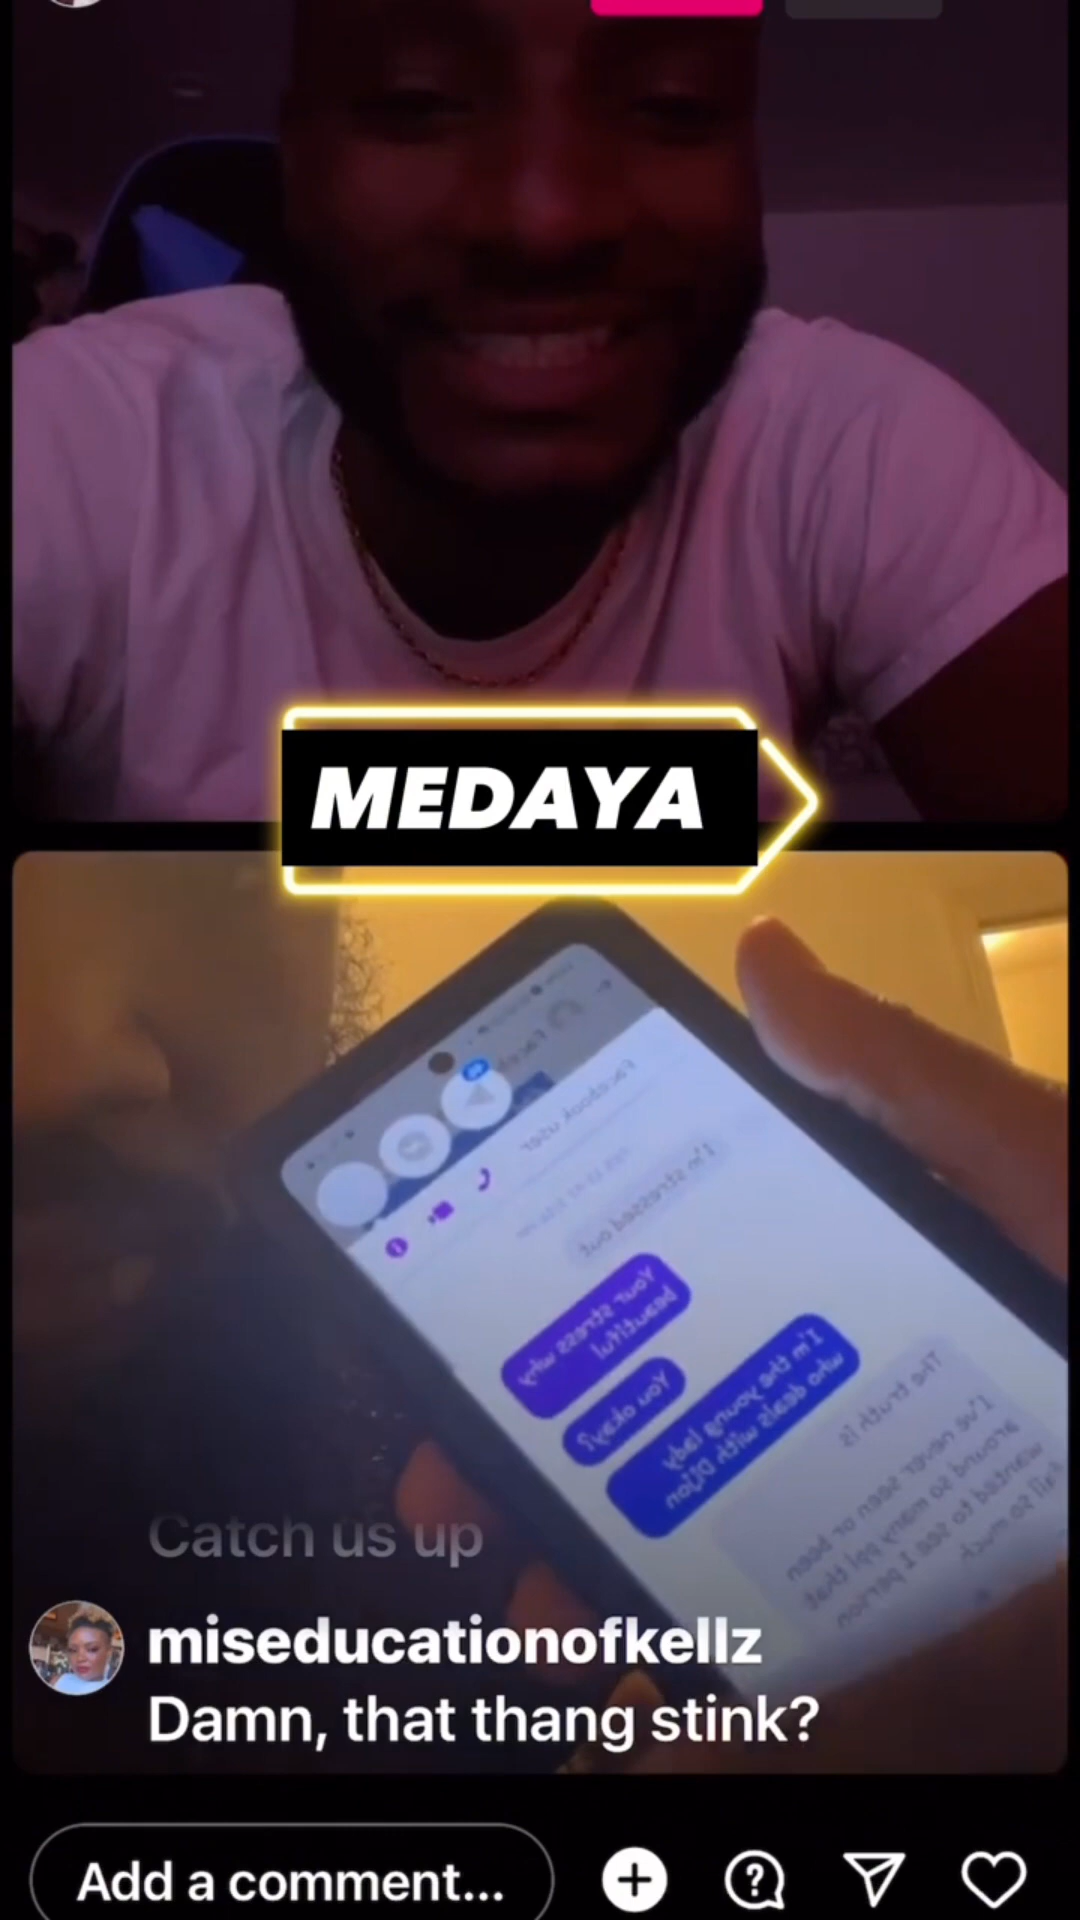 MEDAYA
Facebook user
I'm stressed out
Your stress why
beautiful
You okay?
I'm the young lady
who deals with Dijon
The truth is
I've never seen or been
around so many ppl that
wanted to see 1 person
fall so much
Catch us up
miseducationofkellz
Damn, that thang stink?
Add a comment...